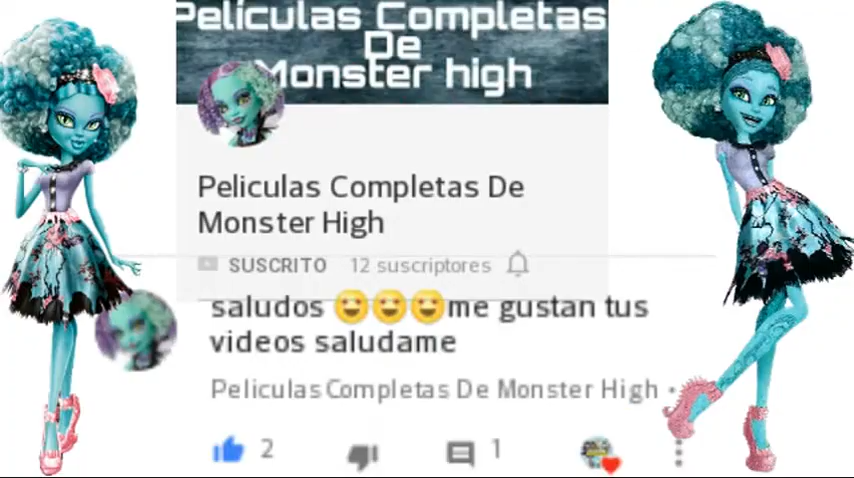 Películas Completas
De
Monster high
Peliculas Completas De
Monster High
SUSCRITO 12 suscriptores
saludos 😄😄😄me gustan tus
videos saludame
Peliculas Completas De Monster High •
2 1